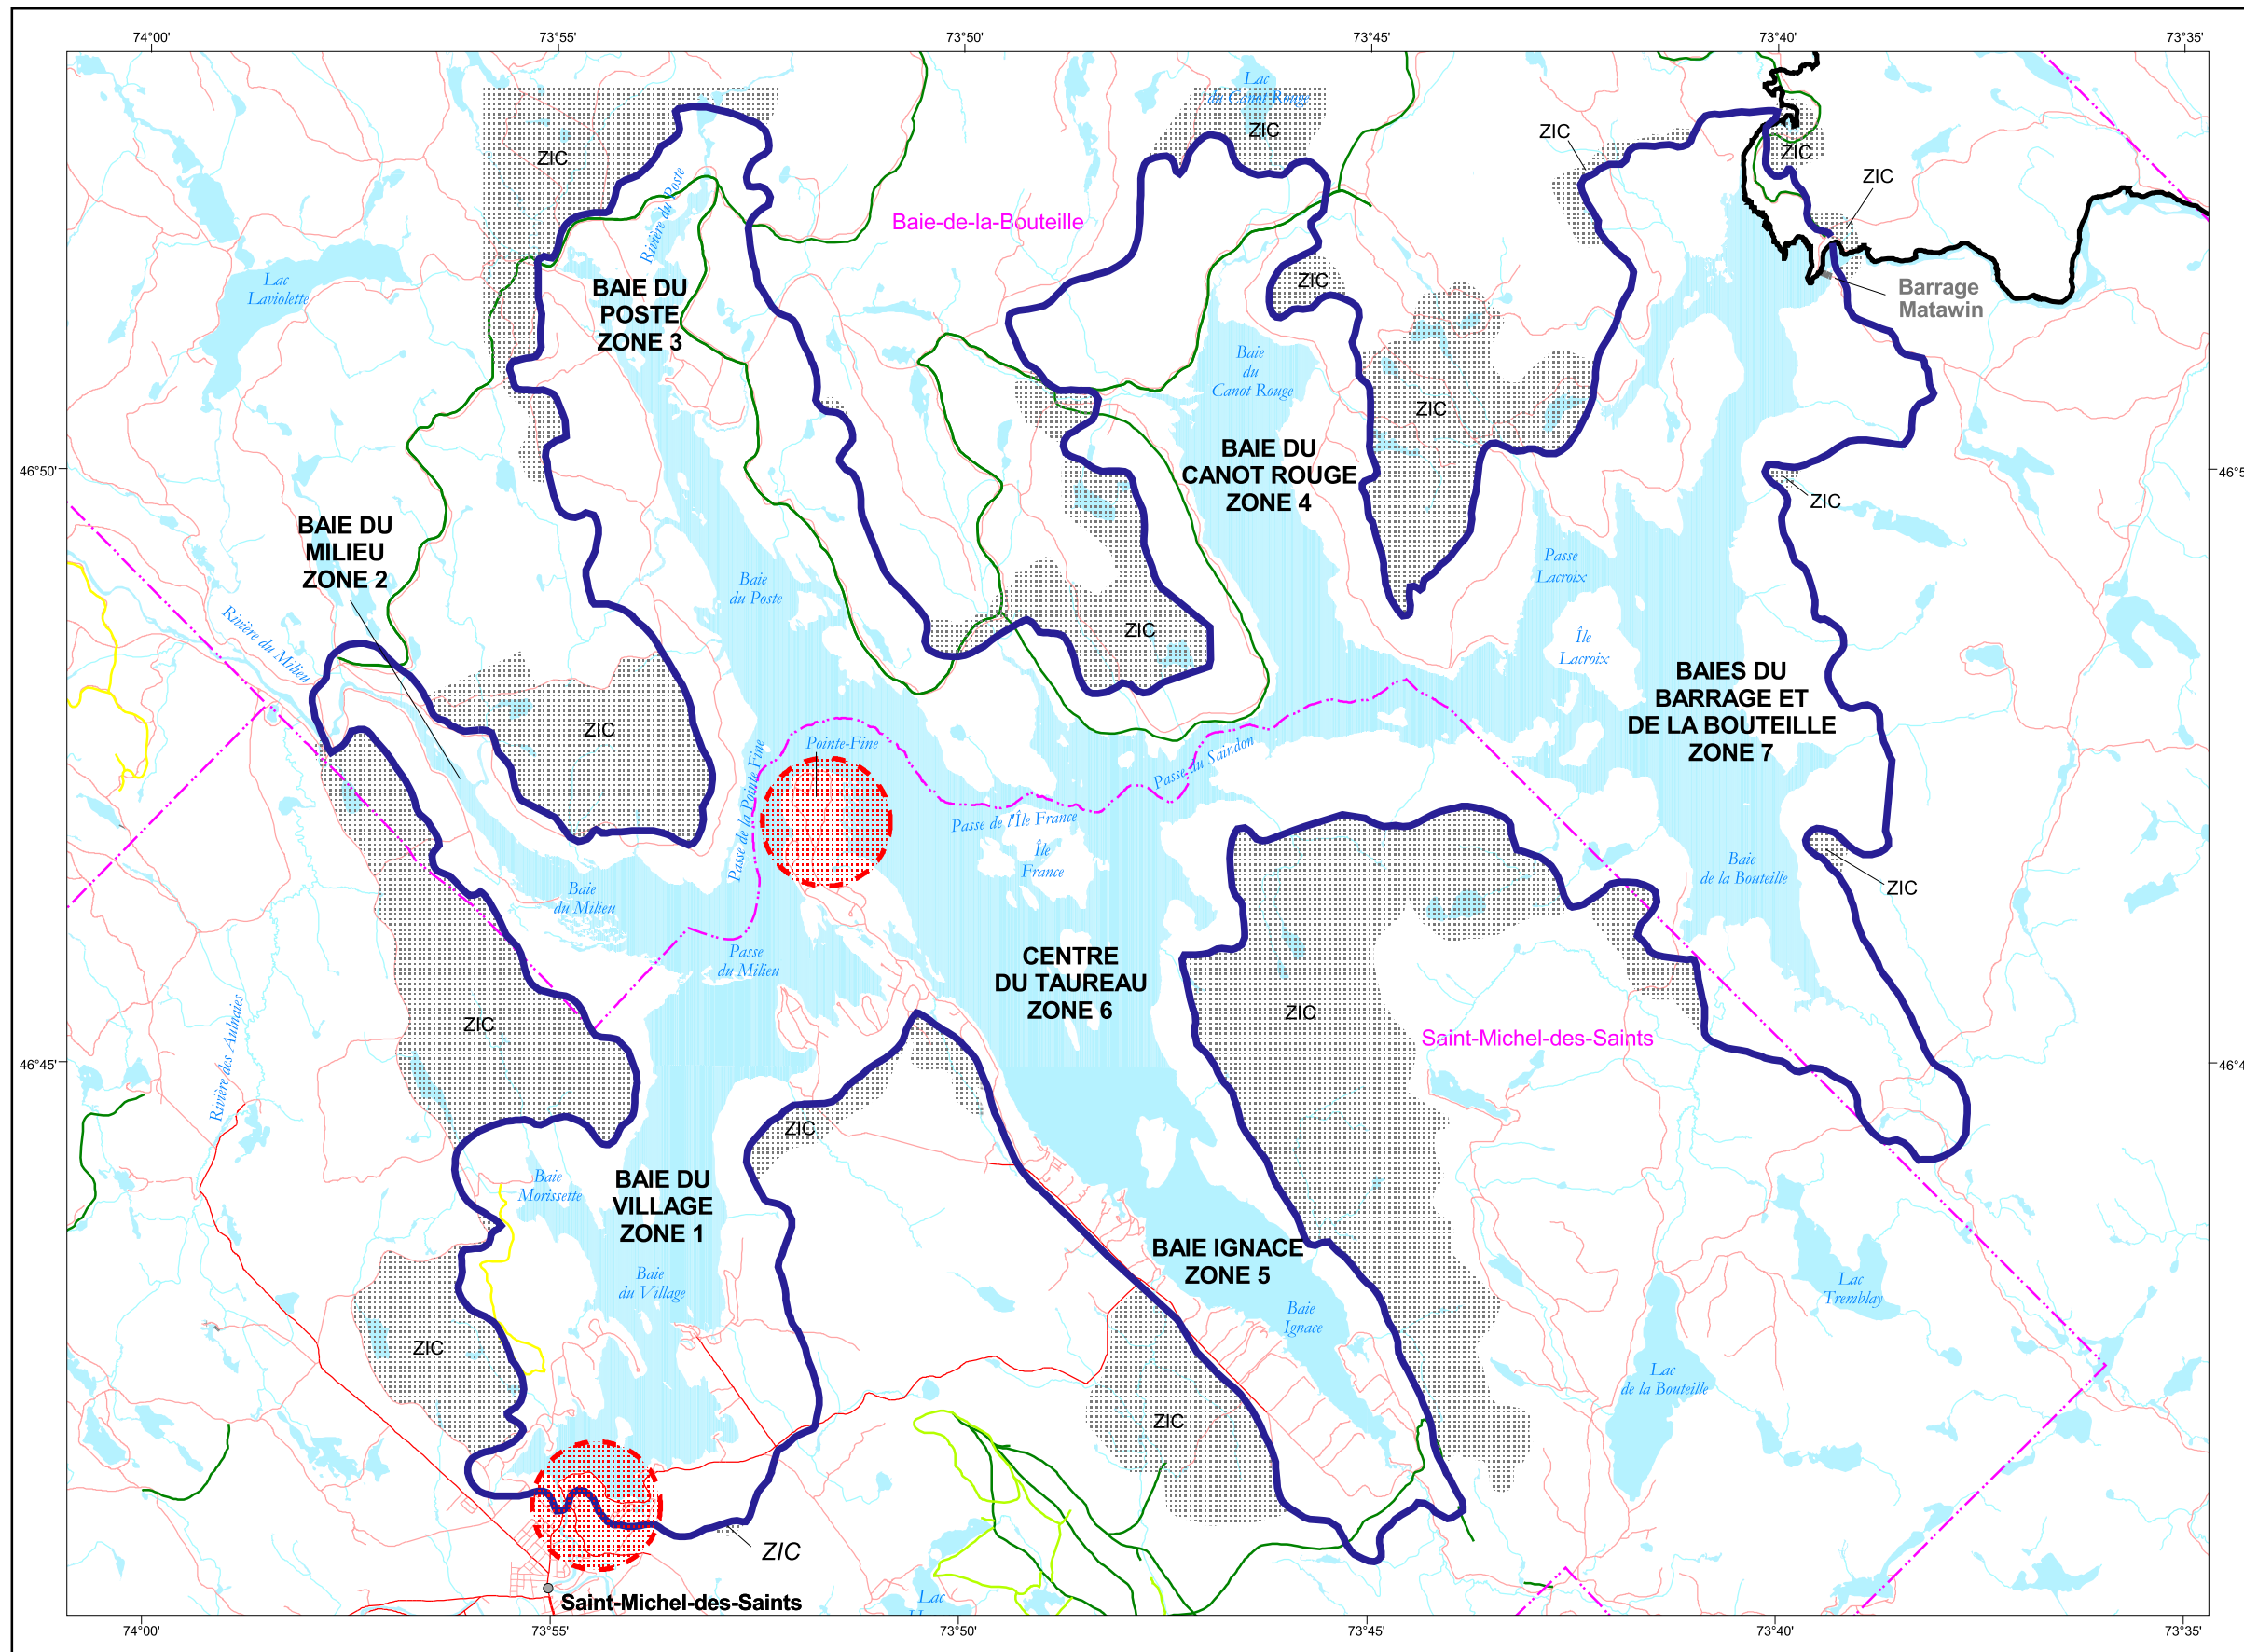 74°00'
73°55'
73°50'
73°45'
73°40'
73°35'
Lac
du Canot Rouge
ZIC
ZIC
ZIC
ZIC
ZIC
Rivière du Poste
Baie-de-la-Bouteille
Lac
Laviolette
BAIE DU
POSTE
ZONE 3
ZIC
Barrage
Matawin
Baie
du
Canot Rouge
ZIC
BAIE DU
CANOT ROUGE
ZONE 4
46°50'
46°5
ZIC
BAIE DU
MILIEU
ZONE 2
Passe
Lacroix
Baie
du Poste
Rivière du Milieu
ZIC
Île
Lacroix
BAIES DU
BARRAGE ET
DE LA BOUTEILLE
ZONE 7
ZIC
Pointe-Fine
Passe de la Pointe Fine
Passe du Saindon
Passe de l'Île France
Île
France
Baie
de la Bouteille
ZIC
Baie
du Milieu
Passe
du Milieu
CENTRE
DU TAUREAU
ZONE 6
ZIC
ZIC
Saint-Michel-des-Saints
Rivière des Aulnaies
46°45'
46°4
ZIC
Baie
Morissette
BAIE DU
VILLAGE
ZONE 1
BAIE IGNACE
ZONE 5
Baie
du Village
Baie
Ignace
Lac
Tremblay
ZIC
Lac
de la Bouteille
ZIC
ZIC
Saint-Michel-des-Saints
Lac
74°00'
73°55'
73°50'
73°45'
73°40'
73°35'